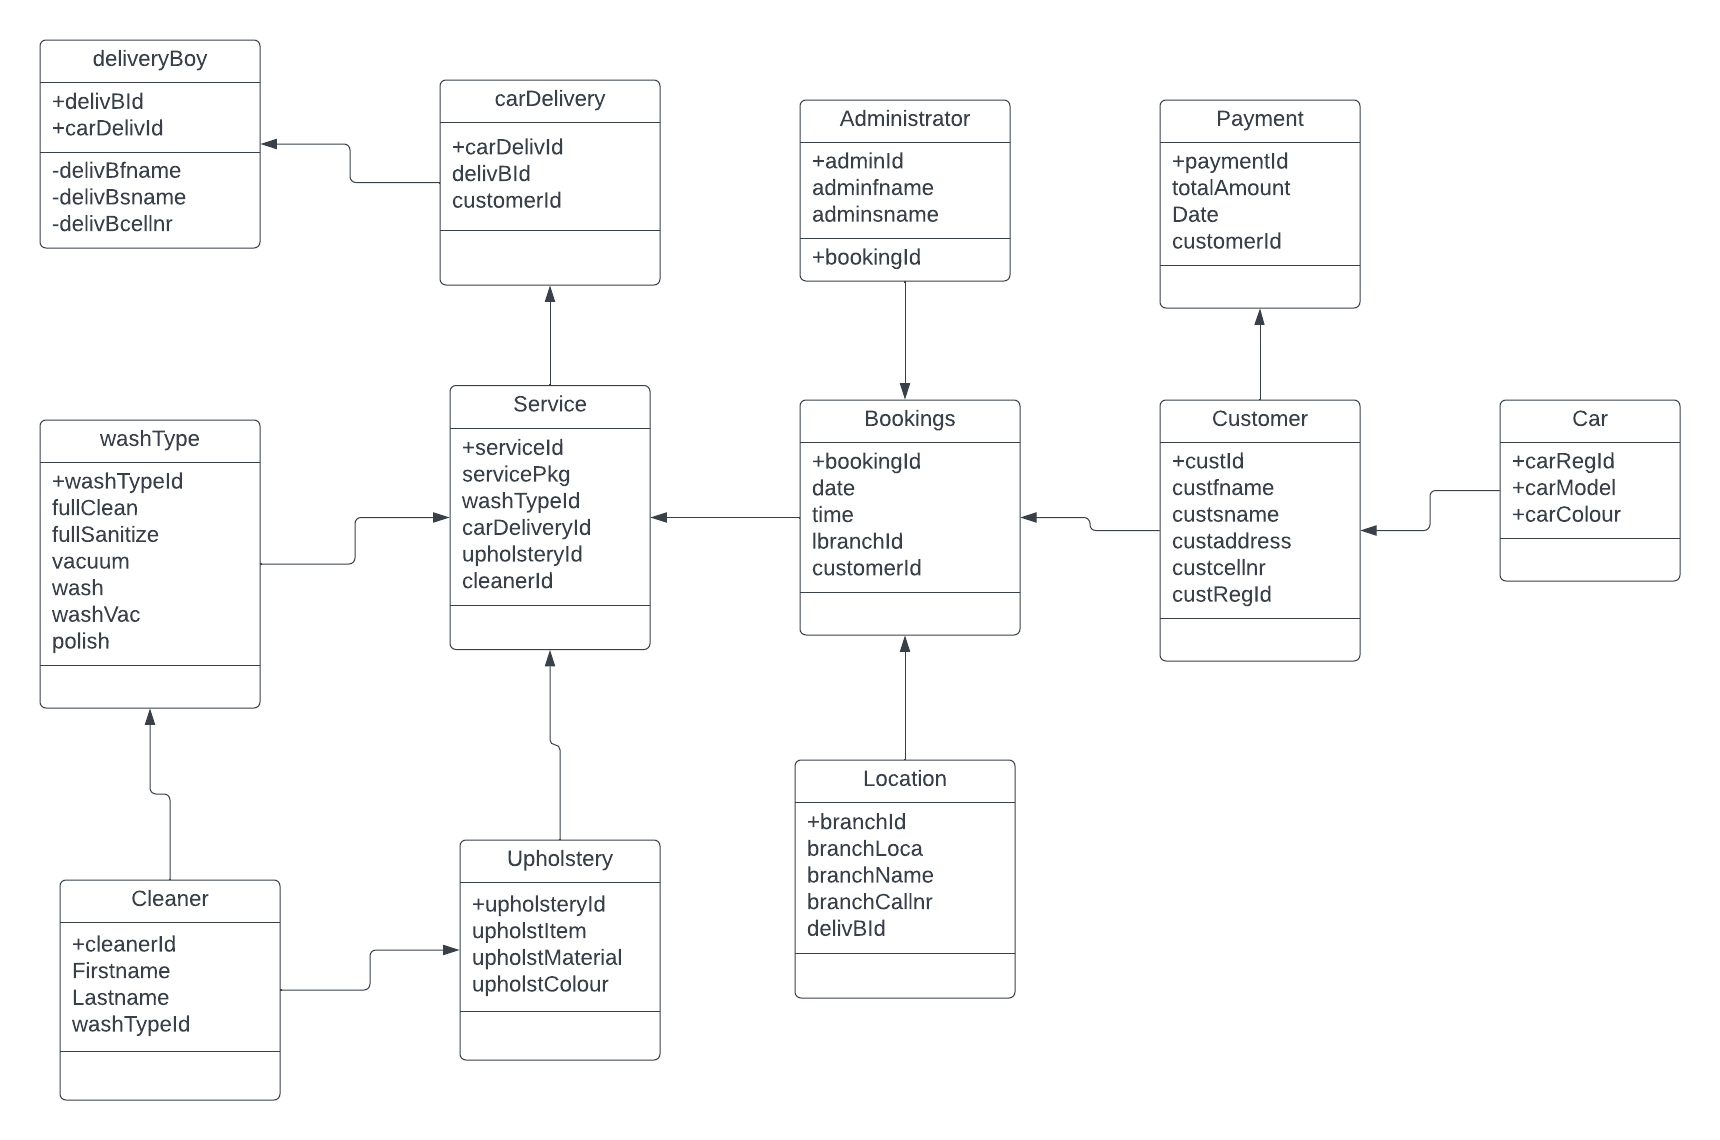 deliveryBoy
+delivBId
+carDelivId
-delivBfname
-delivBsname
-delivBcellnr
carDelivery
+carDelivId
delivBId
customerId
Administrator
+adminId
adminfname
adminsname
+bookingId
Payment
+paymentId
totalAmount
Date
customerId
washType
+washTypeId
fullClean
fullSanitize
vacuum
wash
washVac
polish
Service
+serviceId
servicePkg
washTypeId
carDeliveryId
upholsteryId
cleanerId
Bookings
+bookingId
date
time
lbranchId
customerId
Customer
+custId
custfname
custsname
custaddress
custcellnr
custRegId
Car
+carRegId
+carModel
+carColour
Cleaner
+cleanerId
Firstname
Lastname
washTypeId
Upholstery
+upholsteryId
upholstItem
upholstMaterial
upholstColour
Location
+branchId
branchLoca
branchName
branchCallnr
delivBId